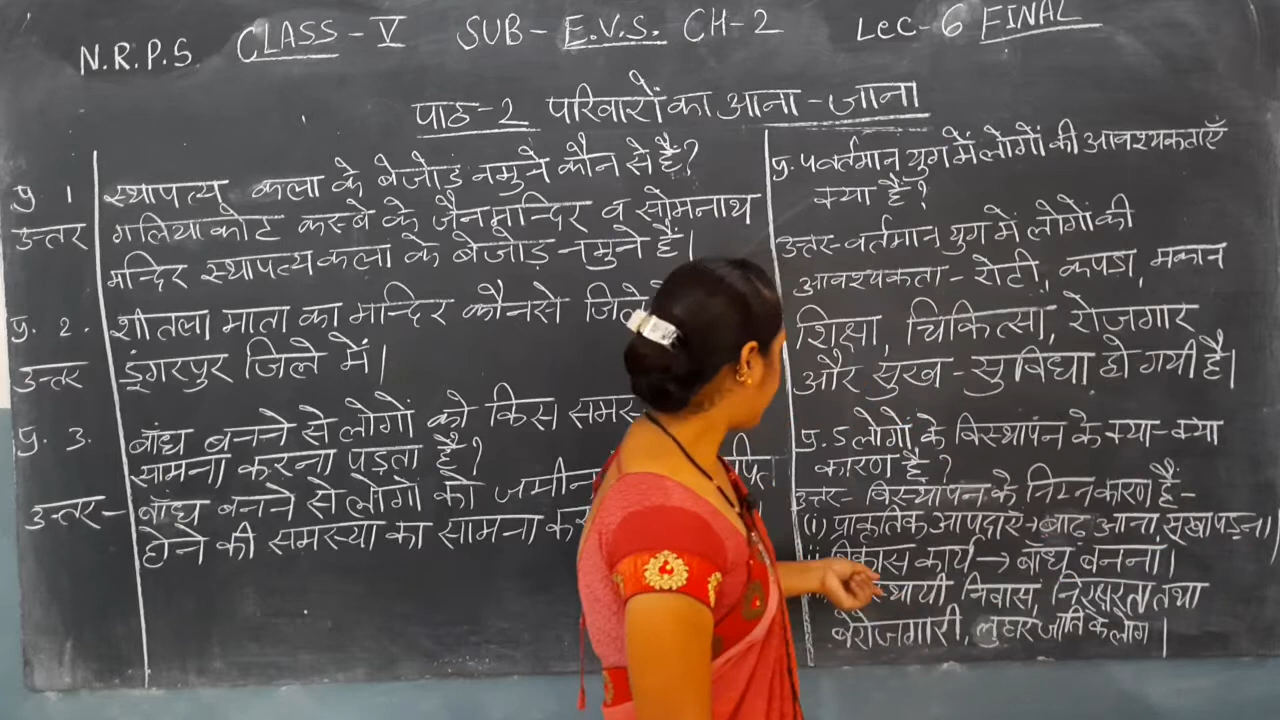 N.R.P.S. CLASS - V SUB - E.V.S. CH-2 Lec-6 FINAL
पाठ-2 परिवारों का आना-जाना
प्र. 1 स्थापत्य कला के बेजोड़ नमुने कौन से हैं?
उत्तर गलियाकोट कस्बे के जैन मन्दिर व सोमनाथ
मन्दिर स्थापत्य कला के बेजोड़ नमुने हैं।
प्र. 2. शीतला माता का मन्दिर कौनसे
उत्तर डूंगरपुर जिले में।
प्र. 3. बाँध बनने से लोगों को किस
सामना करना पड़ता है?
उत्तर- बाँध बनने से लोगों को जमीन
होने की समस्या का सामना
प्र. 4 वर्तमान युग में लोगों की आवश्यकताएँ
क्या हैं?
उत्तर- वर्तमान युग में लोगों की
आवश्यकता - रोटी, कपडा, मकान
शिक्षा, चिकित्सा, रोजगार
और सुख-सुविधा हो गयी है।
प्र. 5 लोगों के विस्थापन के क्या-क्या
कारण है?
उत्तर- विस्थापन के निम्न कारण है-
(i) प्राकृतिक आपदाएँ → बाढ़ आना, सूखा पड़ना।
विकास कार्य → बाँध बनना।
निवास, निरक्षरता तथा
बेरोजगारी, लुहार जाति के लोग।